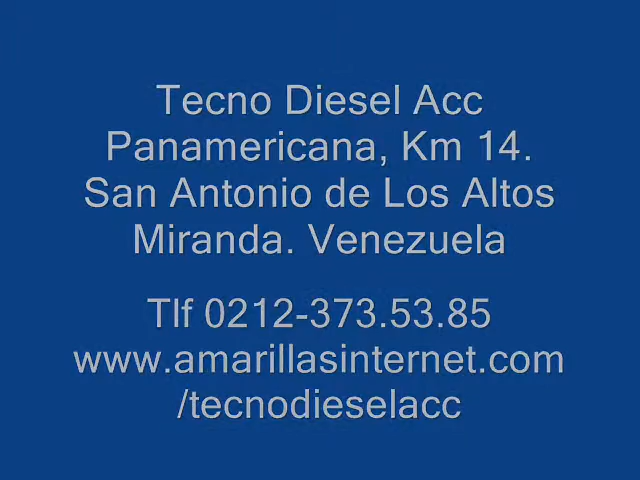 Tecno Diesel Acc
Panamericana, Km 14.
San Antonio de Los Altos
Miranda. Venezuela
Tlf 0212-373.53.85
www.amarillasinternet.com
/tecnodieselacc